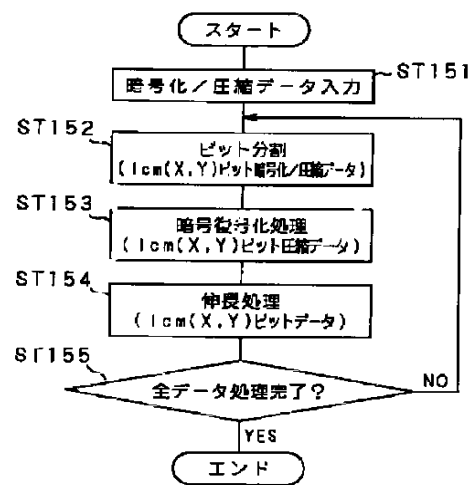 スタート
ST151
暗号化／圧縮データ入力
ST152
ビット分割
(lcm(X,Y)ビット暗号化／圧縮データ)
ST153
暗号復号化処理
(lcm(X,Y)ビット圧縮データ)
ST154
伸長処理
(lcm(X,Y)ビットデータ)
ST155
全データ処理完了?
NO
YES
エンド